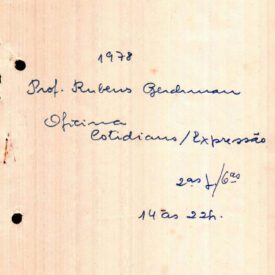 1978
Prof. Rubens Gerchman
Oficina
Cotidiano/Expressão
2as f/6as
14 às 22h.